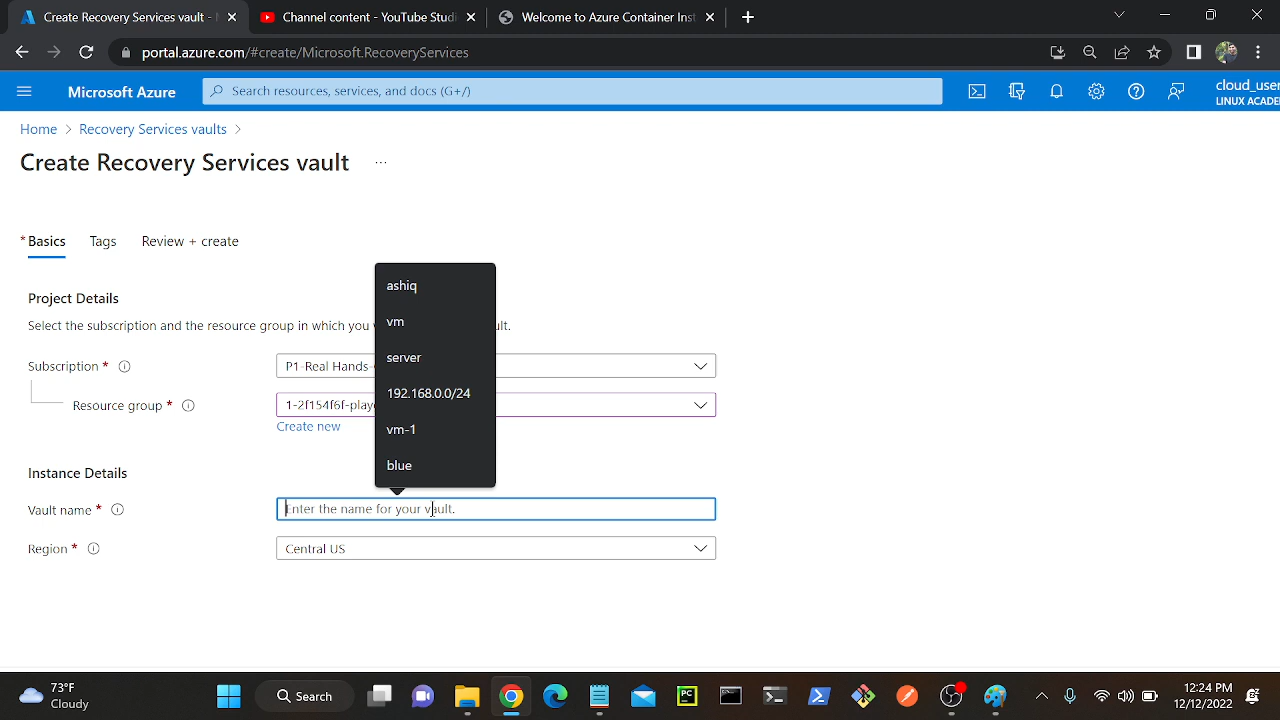 Create Recovery Services vault -
Channel content - YouTube Studi
Welcome to Azure Container Inst
portal.azure.com/#create/Microsoft.RecoveryServices
Microsoft Azure
Search resources, services, and docs (G+/)
cloud_user
LINUX ACADE
Home > Recovery Services vaults >
Create Recovery Services vault ...
* Basics
Tags
Review + create
Project Details
Select the subscription and the resource group in which you
ult.
Subscription *
P1-Real Hands-
Resource group *
1-2f154f6f-playg
Create new
ashiq
vm
server
192.168.0.0/24
vm-1
blue
Instance Details
Vault name *
Enter the name for your vault.
Region *
Central US
73°F
Cloudy
Search
PC
12:24 PM
12/12/2022